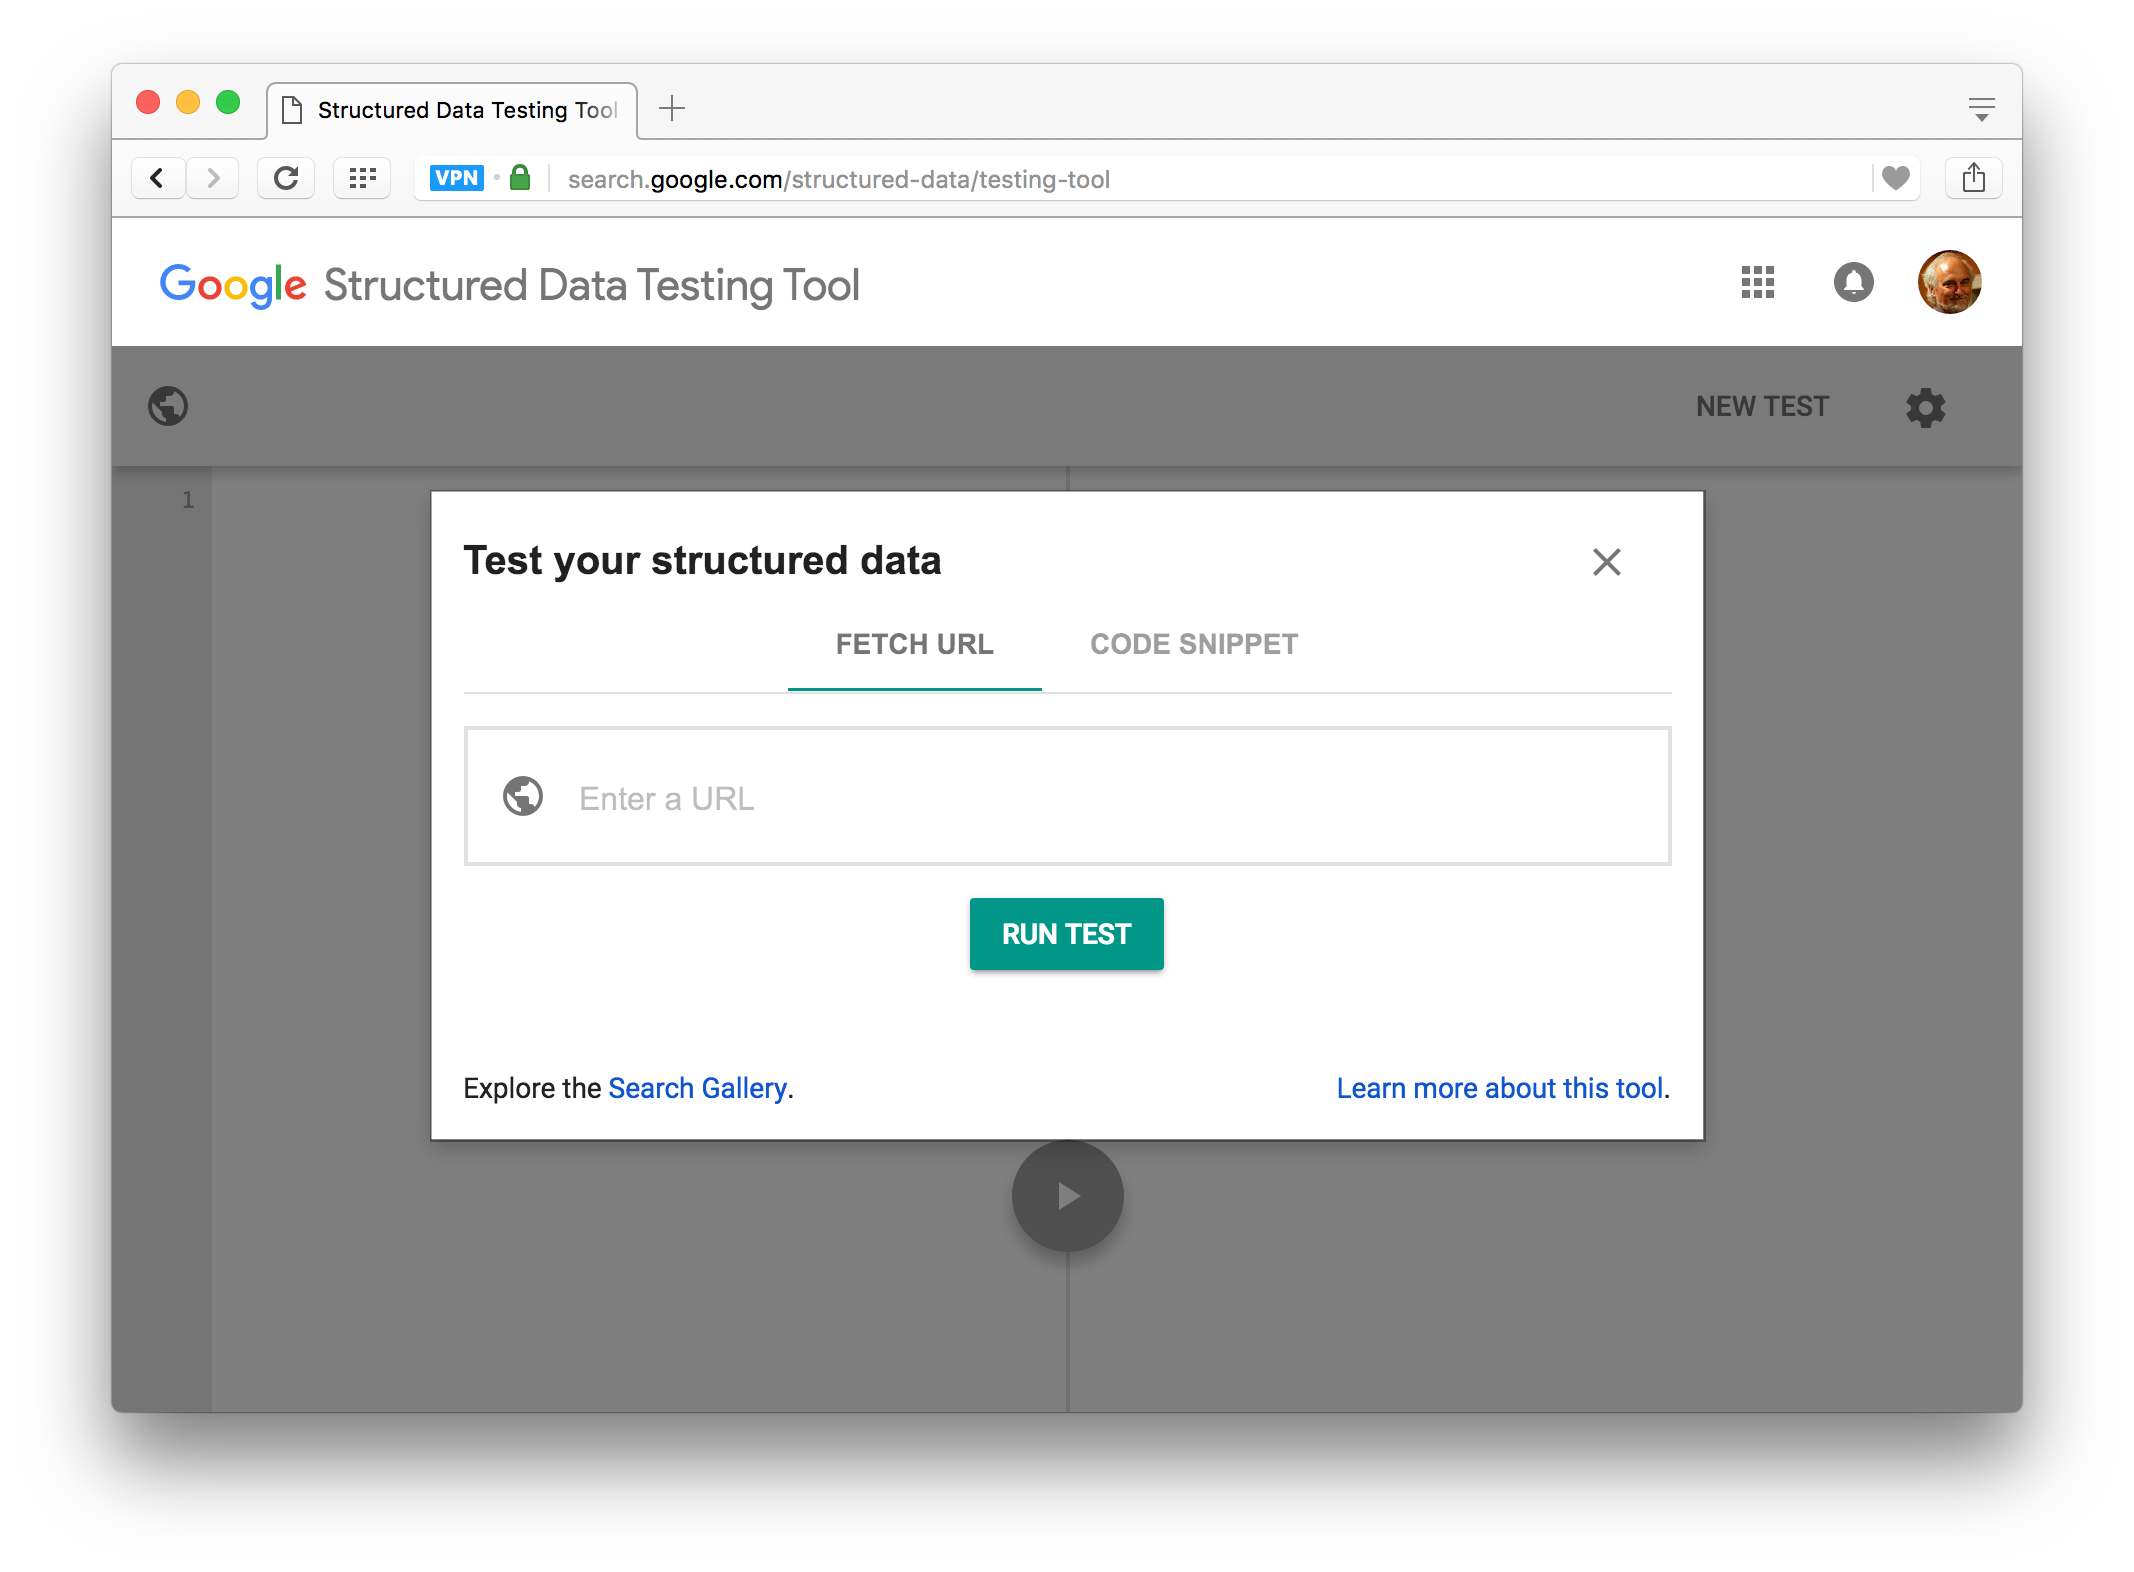 Structured Data Testing Tool
VPN search.google.com/structured-data/testing-tool
Google Structured Data Testing Tool
NEW TEST
1
Test your structured data
FETCH URL CODE SNIPPET
Enter a URL
RUN TEST
Explore the Search Gallery. Learn more about this tool.